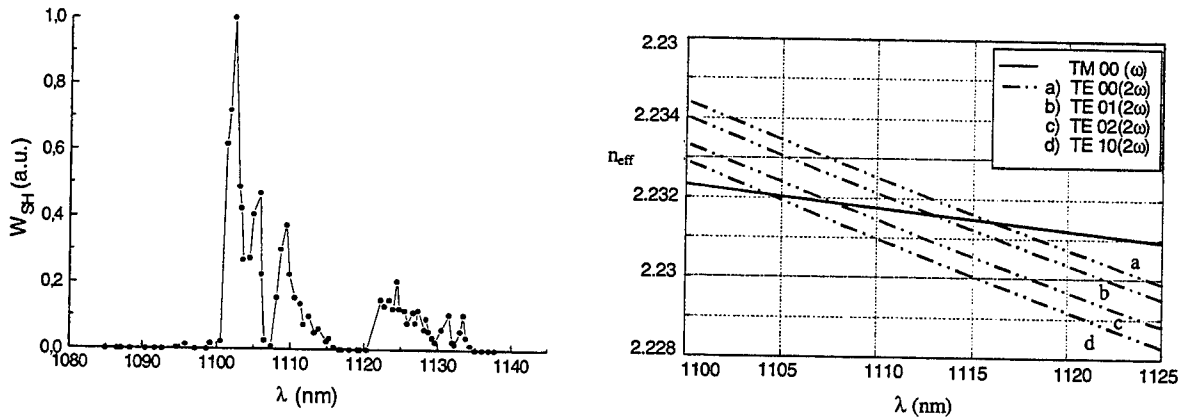 1,0
0,8
0,6
0,4
0,2
0,0
W_SH (a.u.)
1080 1090 1100 1110 1120 1130 1140
λ (nm)
2.23
2.234
n_eff
2.232
2.23
2.228
TM 00 (ω)
a) TE 00(2ω)
b) TE 01(2ω)
c) TE 02(2ω)
d) TE 10(2ω)
a
b
c
d
1100 1105 1110 1115 1120 1125
λ (nm)